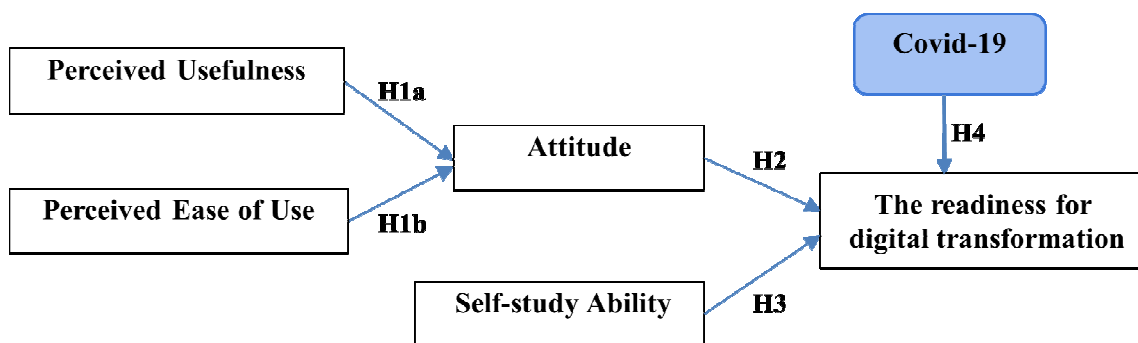 Covid-19
Perceived Usefulness
H1a
H4
Attitude
H2
Perceived Ease of Use
H1b
The readiness for
digital transformation
Self-study Ability
H3